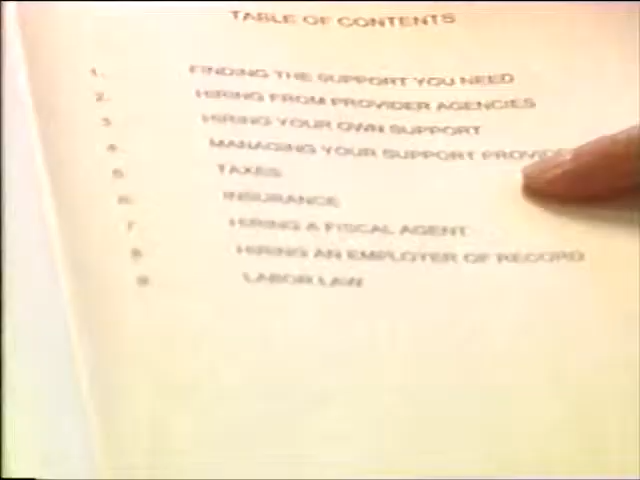 TABLE OF CONTENTS
1. FINDING THE SUPPORT YOU NEED
2. HIRING FROM PROVIDER AGENCIES
3. HIRING YOUR OWN SUPPORT
4. MANAGING YOUR SUPPORT PROVIDE
5. TAXES
6. INSURANCE
7. HIRING A FISCAL AGENT
8. HIRING AN EMPLOYER OF RECORD
9. LABOR LAW